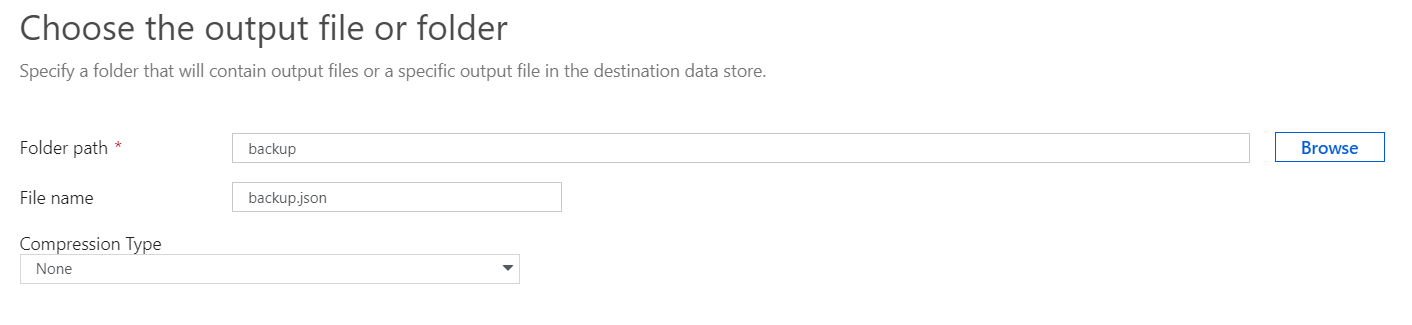 Choose the output file or folder
Specify a folder that will contain output files or a specific output file in the destination data store.
Folder path * backup Browse
File name backup.json
Compression Type
None